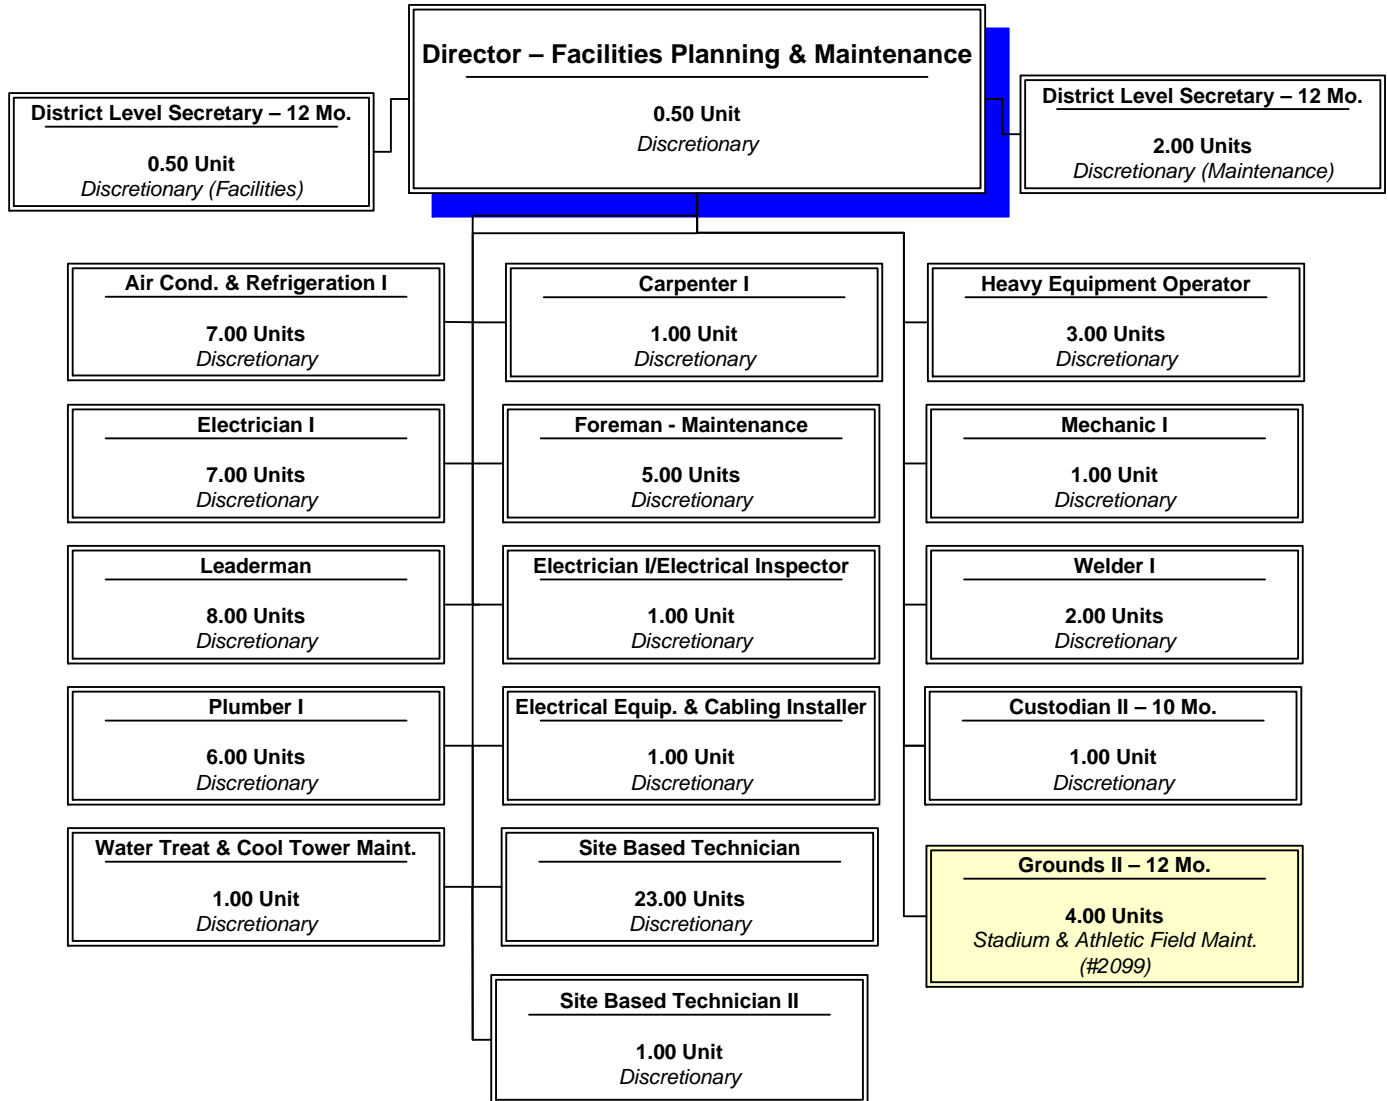 Director – Facilities Planning & Maintenance
0.50 Unit
Discretionary
District Level Secretary – 12 Mo.
0.50 Unit
Discretionary (Facilities)
District Level Secretary – 12 Mo.
2.00 Units
Discretionary (Maintenance)
Air Cond. & Refrigeration I
7.00 Units
Discretionary
Carpenter I
1.00 Unit
Discretionary
Heavy Equipment Operator
3.00 Units
Discretionary
Electrician I
7.00 Units
Discretionary
Foreman - Maintenance
5.00 Units
Discretionary
Mechanic I
1.00 Unit
Discretionary
Leaderman
8.00 Units
Discretionary
Electrician I/Electrical Inspector
1.00 Unit
Discretionary
Welder I
2.00 Units
Discretionary
Plumber I
6.00 Units
Discretionary
Electrical Equip. & Cabling Installer
1.00 Unit
Discretionary
Custodian II – 10 Mo.
1.00 Unit
Discretionary
Water Treat & Cool Tower Maint.
1.00 Unit
Discretionary
Site Based Technician
23.00 Units
Discretionary
Grounds II – 12 Mo.
4.00 Units
Stadium & Athletic Field Maint.
(#2099)
Site Based Technician II
1.00 Unit
Discretionary